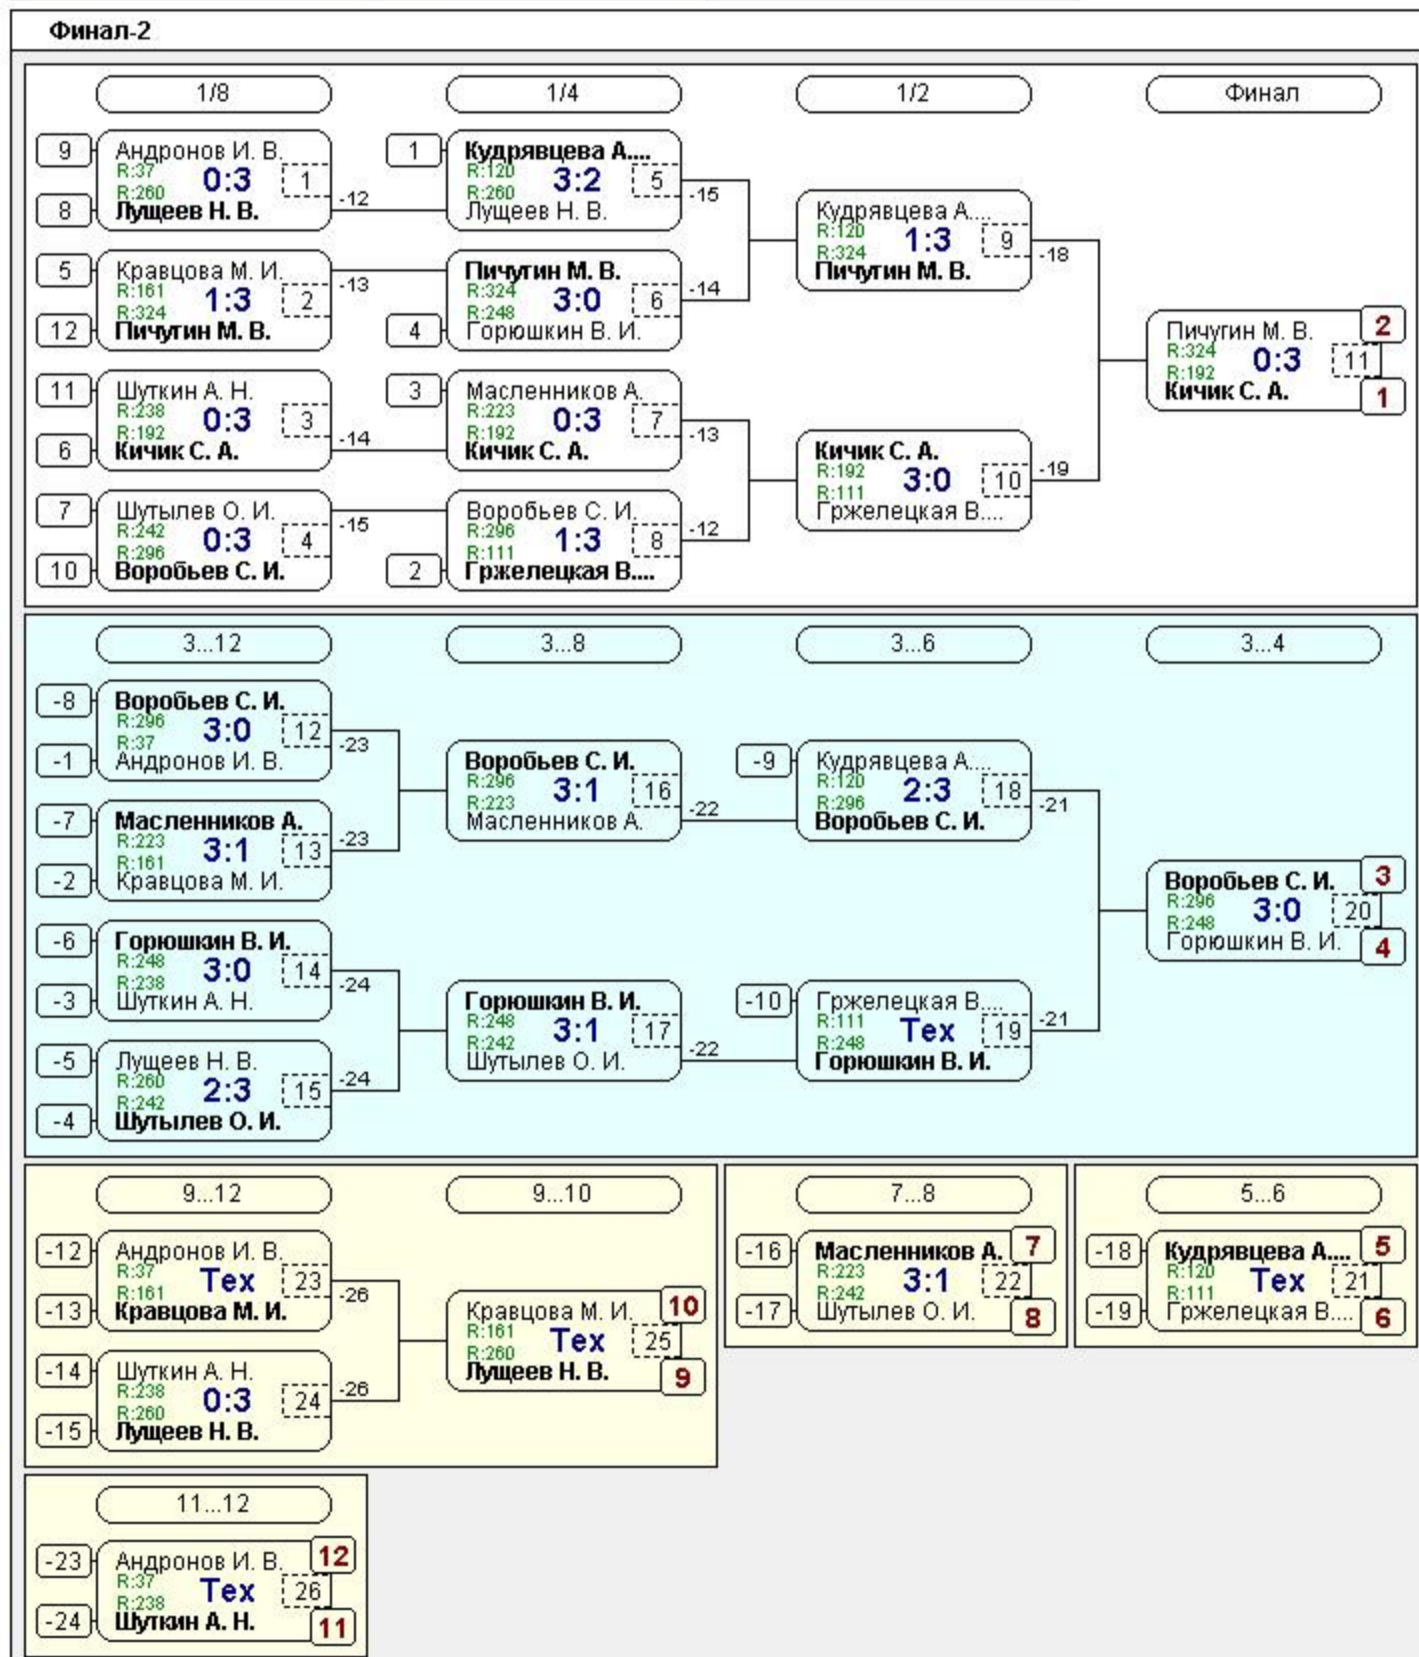 Финал-2
1/8 1/4 1/2 Финал
9 Андронов И. В.
R:37 0:3 1
R:260
8 Лущеев Н. В. -12
5 Кравцова М. И. -13
R:161 1:3 2
R:324
12 Пичугин М. В.
11 Шуткин А. Н.
R:238 0:3 3
R:192 -14
6 Кичик С. А.
7 Шутылев О. И. -15
R:242 0:3 4
R:296
10 Воробьев С. И.
1 Кудрявцева А....
R:120 3:2 5 -15
R:260
Лущеев Н. В.
Пичугин М. В.
R:324 3:0 6 -14
R:248
4 Горюшкин В. И.
3 Масленников А.
R:223 0:3 7 -13
R:192
Кичик С. А.
Воробьев С. И.
R:296 1:3 8 -12
R:111
2 Гржелецкая В....
Кудрявцева А....
R:120 1:3 9 -18
R:324
Пичугин М. В.
Кичик С. А.
R:192 3:0 10 -19
R:111
Гржелецкая В....
Пичугин М. В. 2
R:324 0:3 11
R:192
Кичик С. А. 1
3...12 3...8 3...6 3...4
-8 Воробьев С. И.
R:296 3:0 12 -23
R:37
-1 Андронов И. В.
-7 Масленников А.
R:223 3:1 13 -23
R:161
-2 Кравцова М. И.
-6 Горюшкин В. И.
R:248 3:0 14 -24
R:238
-3 Шуткин А. Н.
-5 Лущеев Н. В.
R:260 2:3 15 -24
R:242
-4 Шутылев О. И.
Воробьев С. И.
R:296 3:1 16 -22
R:223
Масленников А.
Горюшкин В. И.
R:248 3:1 17 -22
R:242
Шутылев О. И.
-9 Кудрявцева А....
R:120 2:3 18 -21
R:296
Воробьев С. И.
-10 Гржелецкая В....
R:111 Тех 19 -21
R:248
Горюшкин В. И.
Воробьев С. И. 3
R:296 3:0 20
R:248
Горюшкин В. И. 4
9...12 9...10 7...8 5...6
-12 Андронов И. В.
R:37 Тех 23 -26
R:161
-13 Кравцова М. И.
-14 Шуткин А. Н.
R:238 0:3 24 -26
R:260
-15 Лущеев Н. В.
Кравцова М. И. 10
R:161 Тех 25
R:260
Лущеев Н. В. 9
-16 Масленников А. 7
R:223 3:1 22
R:242
-17 Шутылев О. И. 8
-18 Кудрявцева А.... 5
R:120 Тех 21
R:111
-19 Гржелецкая В.... 6
11...12
-23 Андронов И. В. 12
R:37 Тех 26
R:238
-24 Шуткин А. Н. 11